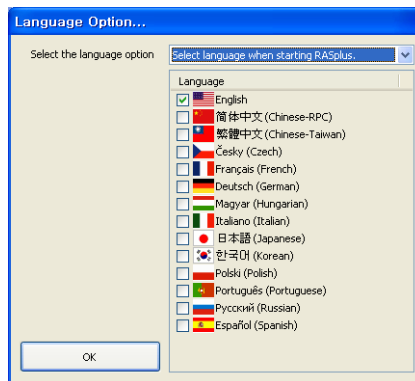 Language Option...
Select the language option
Select language when starting RASplus.
Language
English
简体中文(Chinese-RPC)
繁體中文(Chinese-Taiwan)
Česky (Czech)
Français (French)
Deutsch (German)
Magyar (Hungarian)
Italiano (Italian)
日本語(Japanese)
한국어(Korean)
Polski (Polish)
Português (Portuguese)
Русский (Russian)
Español (Spanish)
OK